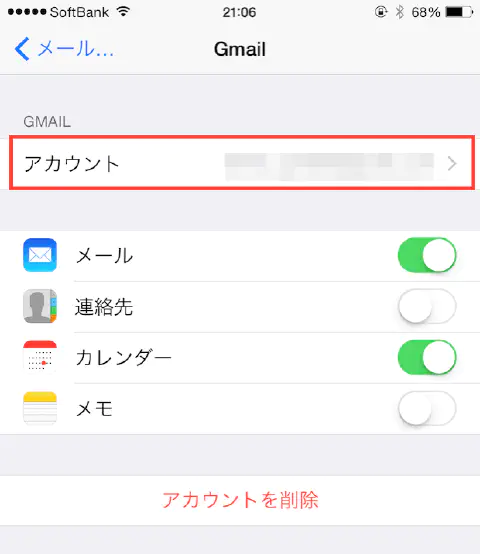 SoftBank 21:06 68%
メール... Gmail
GMAIL
アカウント
メール
連絡先
カレンダー
メモ
アカウントを削除